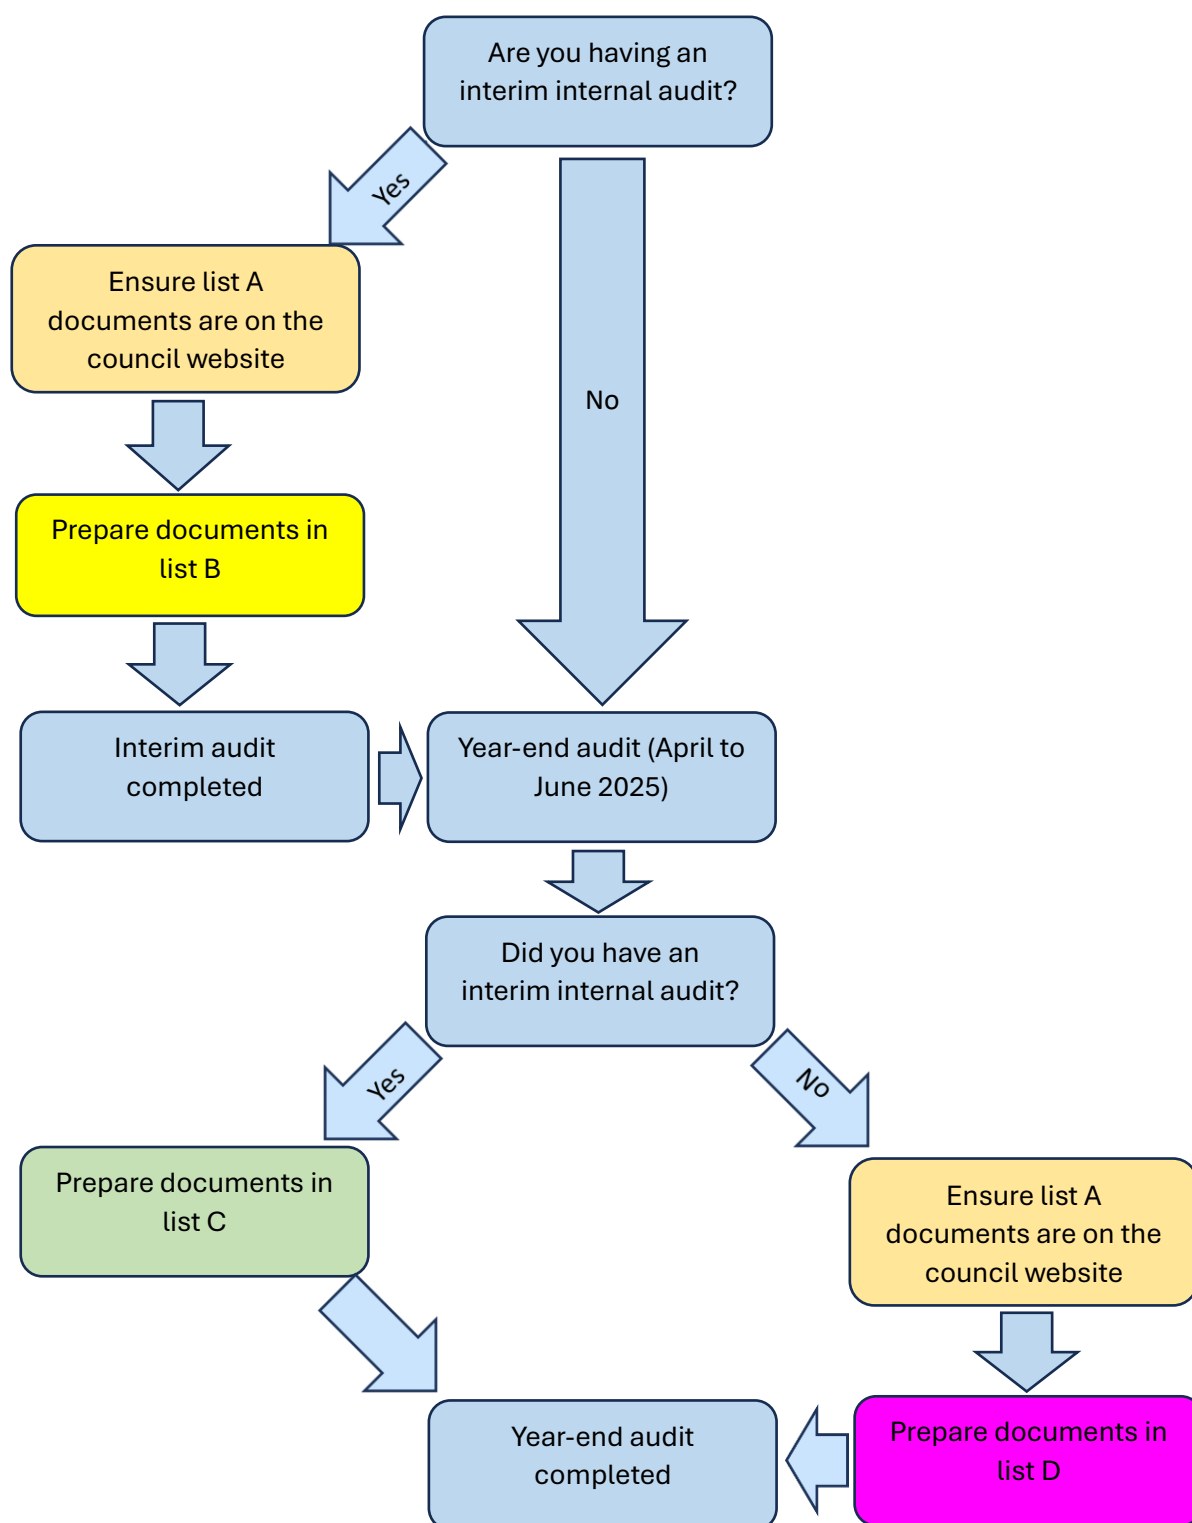 Are you having an
interim internal audit?
Yes
Ensure list A
documents are on the
council website
No
Prepare documents in
list B
Interim audit
completed
Year-end audit (April to
June 2025)
Did you have an
interim internal audit?
Yes
No
Prepare documents in
list C
Ensure list A
documents are on the
council website
Year-end audit
completed
Prepare documents in
list D